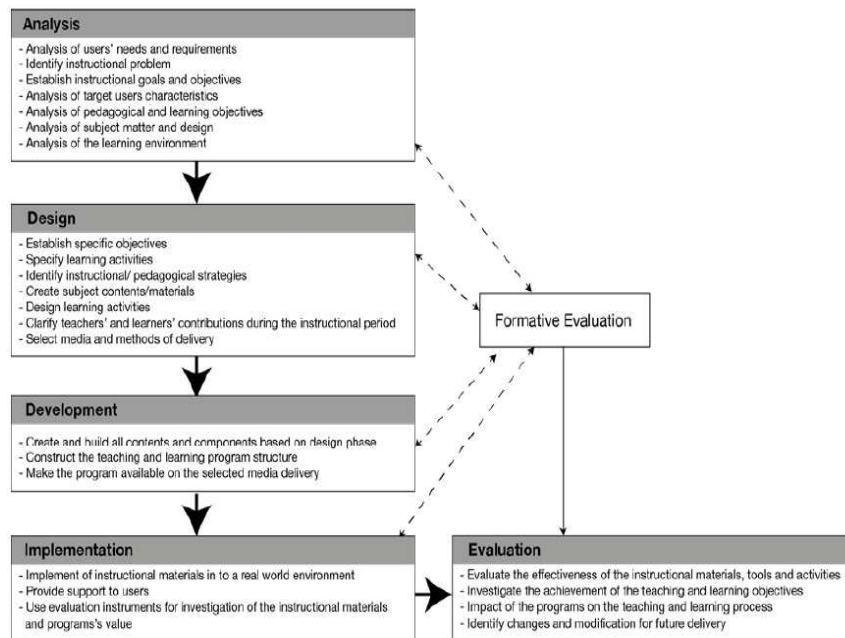 Analysis
- Analysis of users' needs and requirements
- Identify instructional problem
- Establish instructional goals and objectives
- Analysis of target users characteristics
- Analysis of pedagogical and learning objectives
- Analysis of subject matter and design
- Analysis of the learning environment
Design
- Establish specific objectives
- Specify learning activities
- Identify instructional/ pedagogical strategies
- Create subject contents/materials
- Design learning activities
- Clarify teachers' and learners' contributions during the instructional period
- Select media and methods of delivery
Formative Evaluation
Development
- Create and build all contents and components based on design phase
- Construct the teaching and learning program structure
- Make the program available on the selected media delivery
Implementation
- Implement of instructional materials in to a real world environment
- Provide support to users
- Use evaluation instruments for investigation of the instructional materials
and programs's value
Evaluation
- Evaluate the effectiveness of the instructional materials, tools and activities
- Investigate the achievement of the teaching and learning objectives
- Impact of the programs on the teaching and learning process
- Identify changes and modification for future delivery